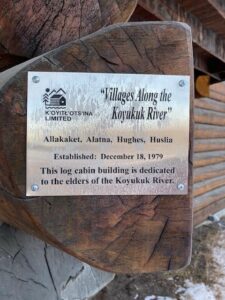 K'OYITŁ'OTS'INA
LIMITED
"Villages Along the
Koyukuk River"
Allakaket, Alatna, Hughes, Huslia
Established: December 18, 1979
This log cabin building is dedicated
to the elders of the Koyukuk River.